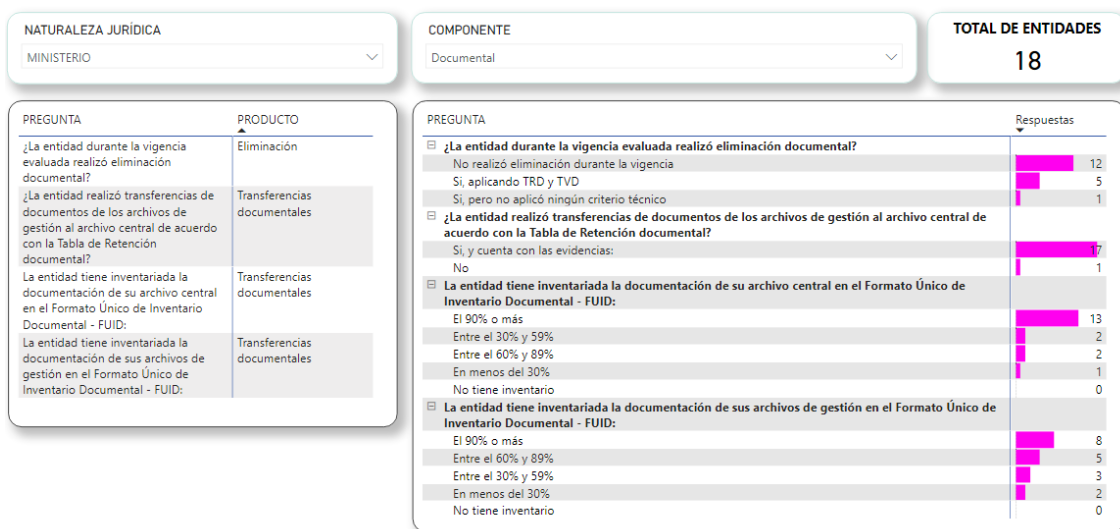 NATURALEZA JURÍDICA
MINISTERIO
COMPONENTE
Documental
TOTAL DE ENTIDADES
18
PREGUNTA PRODUCTO
¿La entidad durante la vigencia Eliminación
evaluada realizó eliminación
documental?
¿La entidad realizó transferencias de Transferencias
documentos de los archivos de documentales
gestión al archivo central de acuerdo
con la Tabla de Retención
documental?
La entidad tiene inventariada la Transferencias
documentación de su archivo central documentales
en el Formato Único de Inventario
Documental - FUID:
La entidad tiene inventariada la Transferencias
documentación de sus archivos de documentales
gestión en el Formato Único de
Inventario Documental - FUID:
PREGUNTA Respuestas
¿La entidad durante la vigencia evaluada realizó eliminación documental?
No realizó eliminación durante la vigencia 12
Si, aplicando TRD y TVD 5
Si, pero no aplicó ningún criterio técnico 1
¿La entidad realizó transferencias de documentos de los archivos de gestión al archivo central de
acuerdo con la Tabla de Retención documental?
Si, y cuenta con las evidencias: 17
No 1
La entidad tiene inventariada la documentación de su archivo central en el Formato Único de
Inventario Documental - FUID:
El 90% o más 13
Entre el 30% y 59% 2
Entre el 60% y 89% 2
En menos del 30% 1
No tiene inventario 0
La entidad tiene inventariada la documentación de sus archivos de gestión en el Formato Único de
Inventario Documental - FUID:
El 90% o más 8
Entre el 60% y 89% 5
Entre el 30% y 59% 3
En menos del 30% 2
No tiene inventario 0